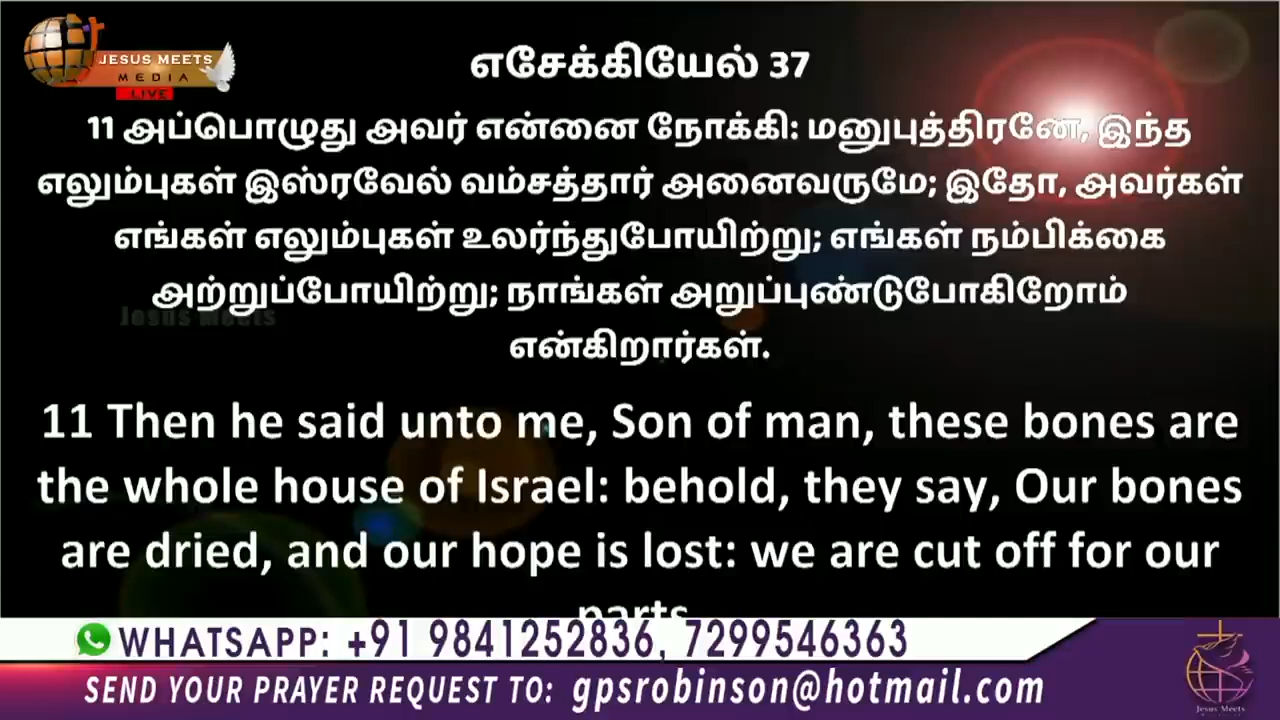 JESUS MEETS
MEDIA
LIVE
எசேக்கியேல் 37
11 அப்பொழுது அவர் என்னை நோக்கி: மனுபுத்திரனே, இந்த
எலும்புகள் இஸ்ரவேல் வம்சத்தார் அனைவருமே; இதோ, அவர்கள்
எங்கள் எலும்புகள் உலர்ந்துபோயிற்று; எங்கள் நம்பிக்கை
அற்றுப்போயிற்று; நாங்கள் அறுப்புண்டுபோகிறோம்
Jesus Meets
என்கிறார்கள்.
11 Then he said unto me, Son of man, these bones are
the whole house of Israel: behold, they say, Our bones
are dried, and our hope is lost: we are cut off for our
parts
WHATSAPP: +91 9841252836, 7299546363
SEND YOUR PRAYER REQUEST TO: gpsrobinson@hotmail.com
Jesus Meets